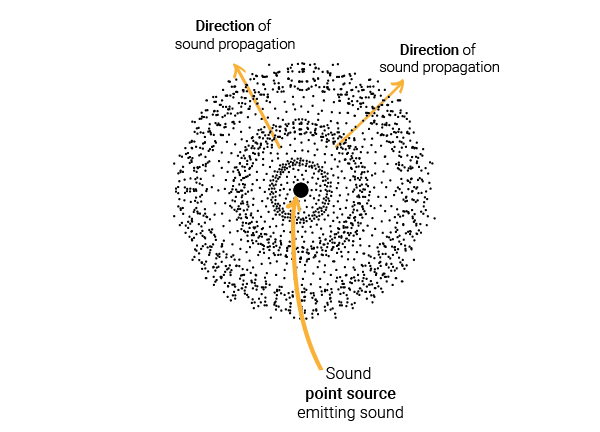 Direction of
sound propagation
Direction of
sound propagation
Sound
point source
emitting sound